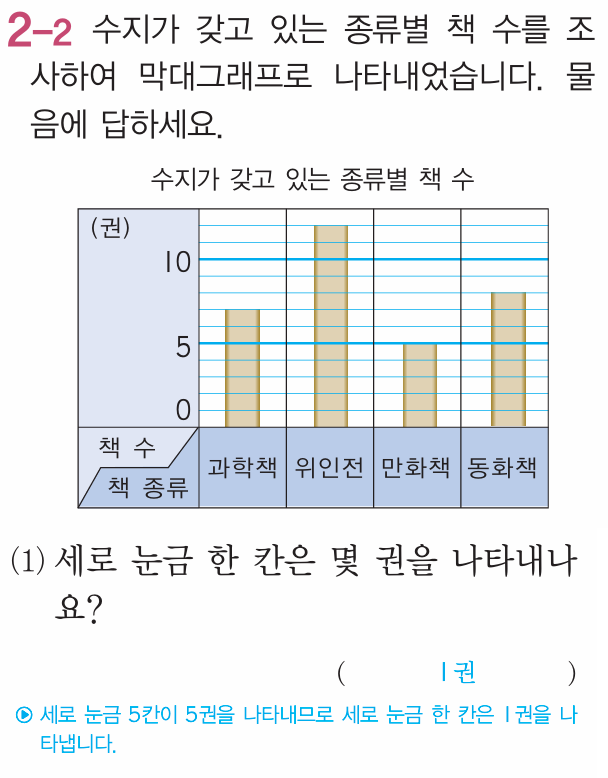 2-2 수지가 갖고 있는 종류별 책 수를 조
사하여 막대그래프로 나타내었습니다. 물
음에 답하세요.
수지가 갖고 있는 종류별 책 수
(권)
10
5
0
책 수
책 종류
과학책 위인전 만화책 동화책
(1) 세로 눈금 한 칸은 몇 권을 나타내나
요?
( 1권 )
세로 눈금 5칸이 5권을 나타내므로 세로 눈금 한 칸은 1권을 나
타냅니다.